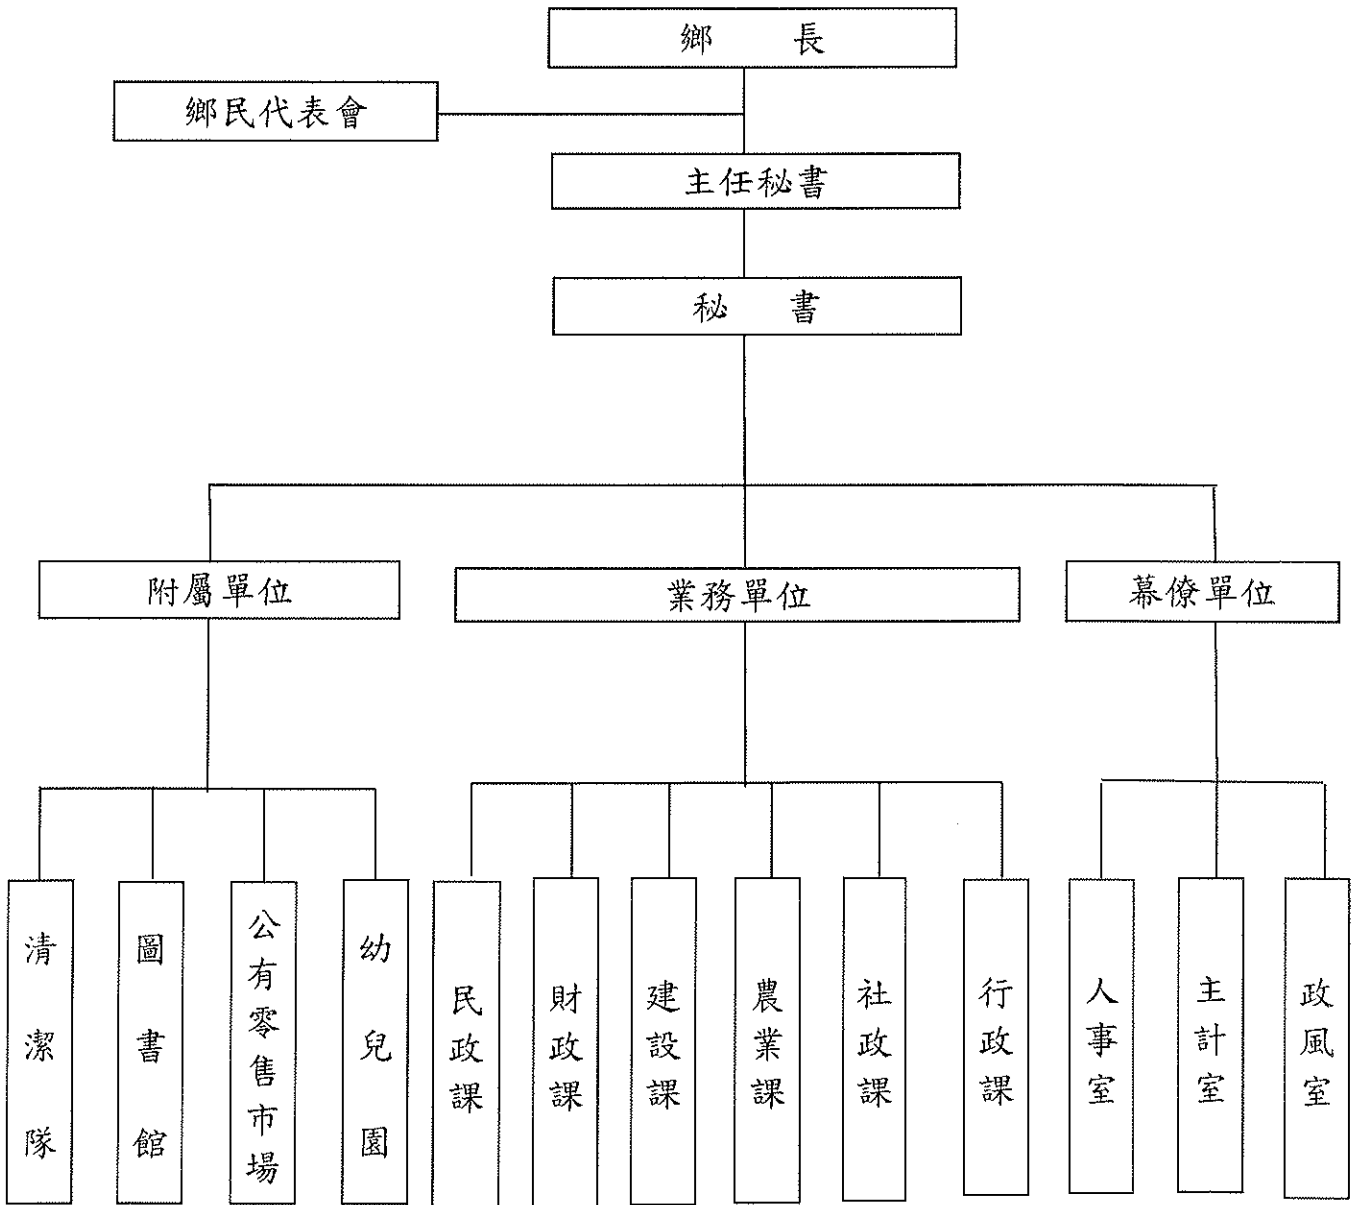 鄉長
鄉民代表會
主任秘書
秘書
附屬單位
業務單位
幕僚單位
清潔隊
圖書館
公有零售市場
幼兒園
民政課
財政課
建設課
農業課
社政課
行政課
人事室
主計室
政風室